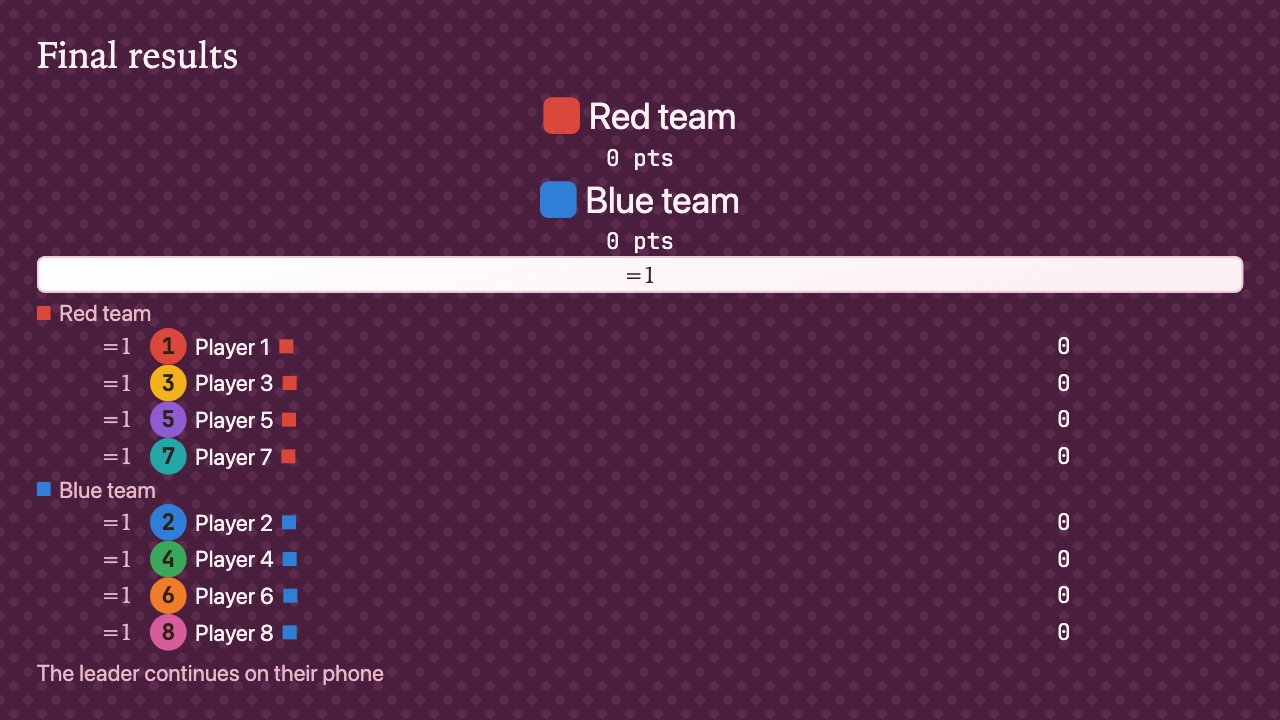 Final results
Red team
0 pts
Blue team
0 pts
=1
Red team
=1 1 Player 1 0
=1 3 Player 3 0
=1 5 Player 5 0
=1 7 Player 7 0
Blue team
=1 2 Player 2 0
=1 4 Player 4 0
=1 6 Player 6 0
=1 8 Player 8 0
The leader continues on their phone